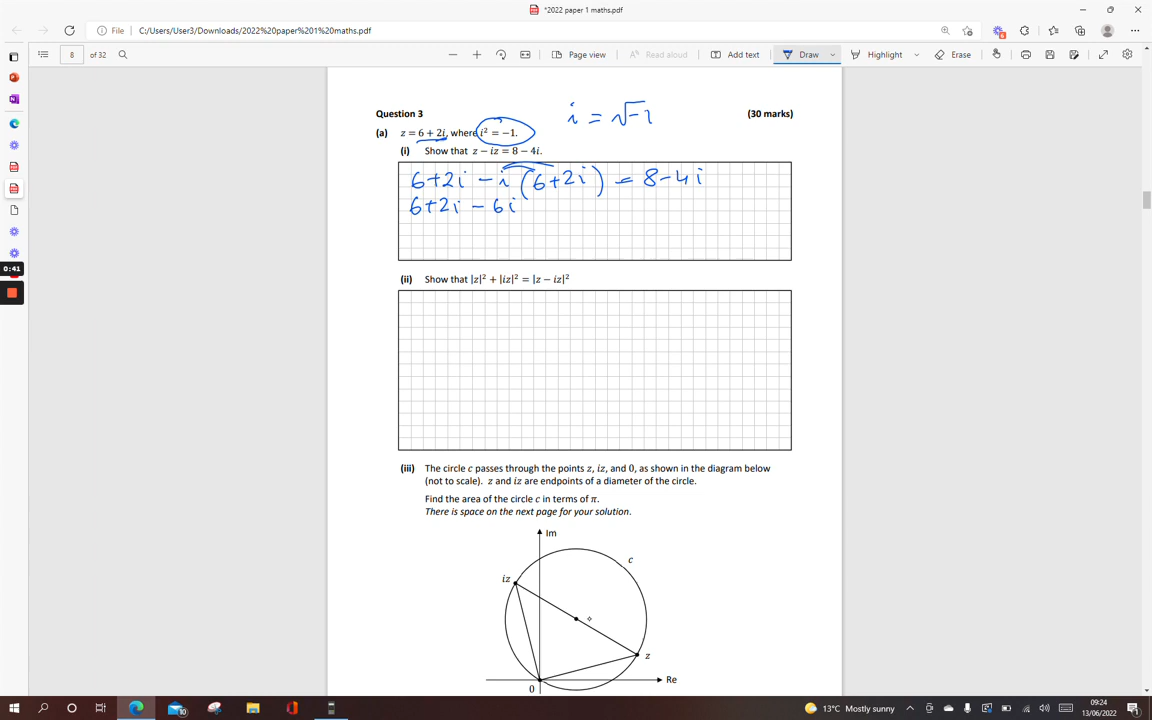 *2022 paper 1 maths.pdf
File C:/Users/User3/Downloads/2022%20paper%201%20maths.pdf
8 of 32 Page view Read aloud Add text Draw Highlight Erase
Question 3 (30 marks)
i = √-1
(a) z = 6 + 2i, where i² = −1.
(i) Show that z − iz = 8 − 4i.
6+2i - i (6+2i) = 8-4i
6+2i - 6i
(ii) Show that |z|² + |iz|² = |z − iz|²
(iii) The circle c passes through the points z, iz, and 0, as shown in the diagram below
(not to scale). z and iz are endpoints of a diameter of the circle.
Find the area of the circle c in terms of π.
There is space on the next page for your solution.
Im
c
iz
z
Re
0
0:41
10
13°C Mostly sunny
09:24
13/06/2022